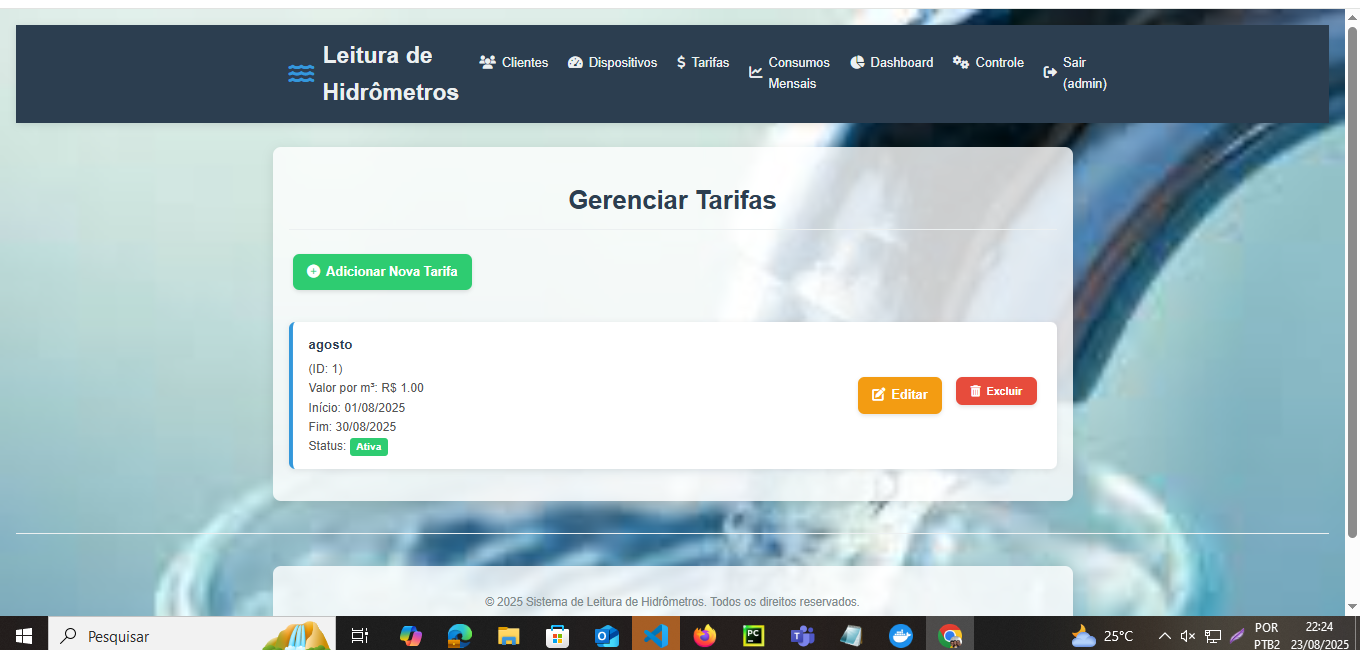 Leitura de
Hidrômetros
Clientes
Dispositivos
Tarifas
Consumos
Mensais
Dashboard
Controle
Sair
(admin)
Gerenciar Tarifas
Adicionar Nova Tarifa
agosto
(ID: 1)
Valor por m³: R$ 1.00
Início: 01/08/2025
Fim: 30/08/2025
Status: Ativa
Editar
Excluir
© 2025 Sistema de Leitura de Hidrômetros. Todos os direitos reservados.
Pesquisar
25°C
POR
PTB2
22:24
23/08/2025